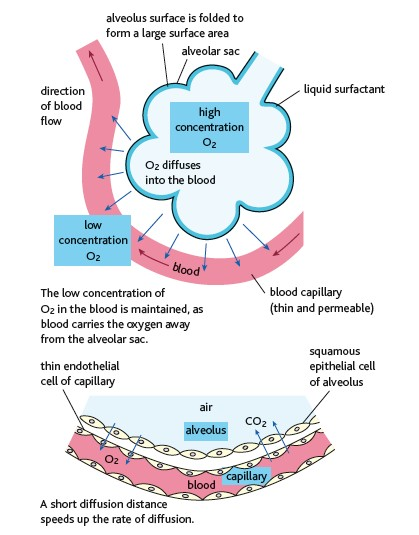 alveolus surface is folded to
form a large surface area
alveolar sac
direction
of blood
flow
liquid surfactant
high
concentration
O2
O2 diffuses
into the blood
low
concentration
O2
blood
blood capillary
(thin and permeable)
The low concentration of
O2 in the blood is maintained, as
blood carries the oxygen away
from the alveolar sac.
thin endothelial
cell of capillary
squamous
epithelial cell
of alveolus
air
alveolus
CO2
O2
capillary
blood
A short diffusion distance
speeds up the rate of diffusion.